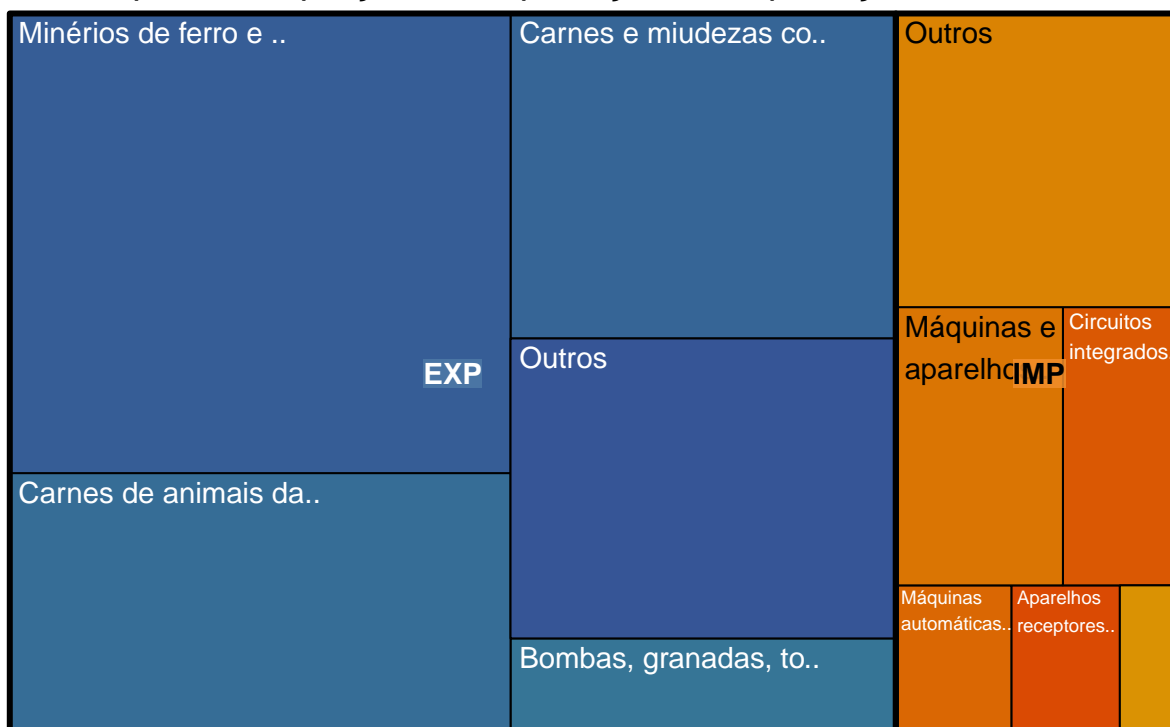 Minérios de ferro e ..
Carnes e miudezas co..
Outros
EXP
Outros
Carnes de animais da..
Bombas, granadas, to..
Máquinas e
IMP
Circuitos
integrados
Máquinas
automáticas..
Aparelhos
receptores..